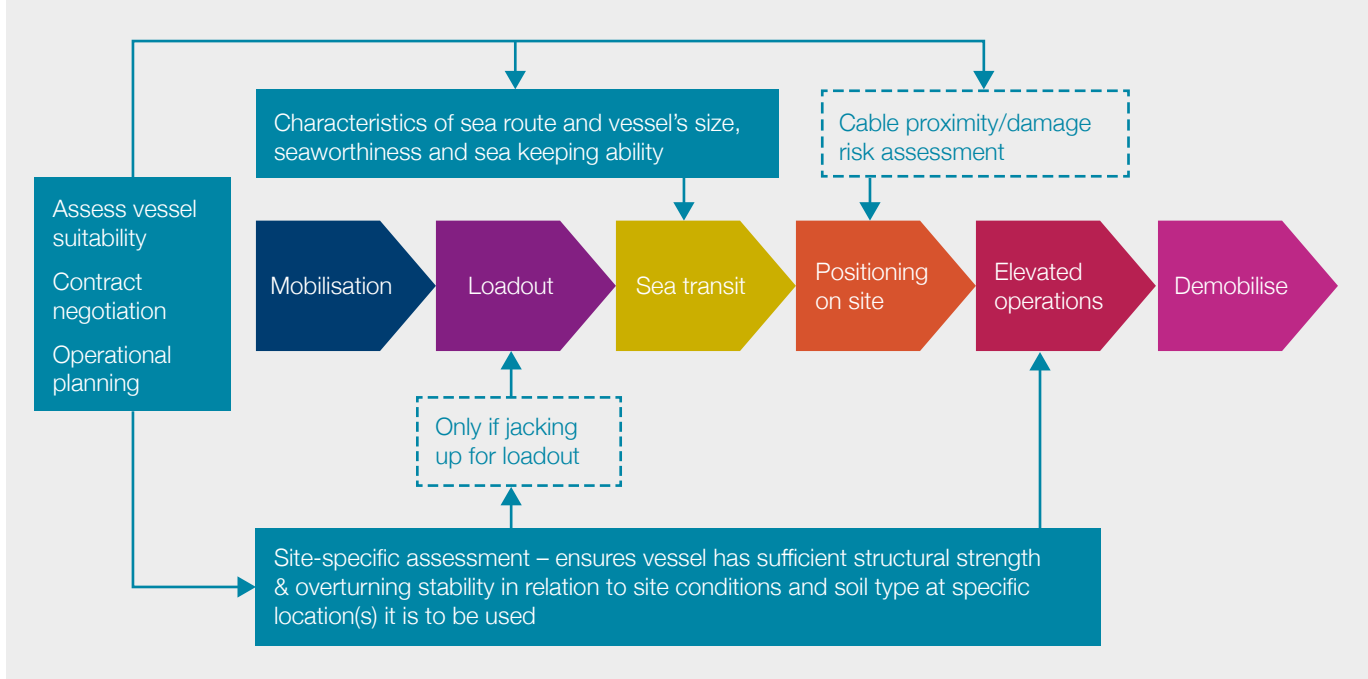 Characteristics of sea route and vessel's size,
seaworthiness and sea keeping ability
Cable proximity/damage
risk assessment
Assess vessel
suitability
Contract
negotiation
Operational
planning
Mobilisation
Loadout
Sea transit
Positioning
on site
Elevated
operations
Demobilise
Only if jacking
up for loadout
Site-specific assessment – ensures vessel has sufficient structural strength
& overturning stability in relation to site conditions and soil type at specific
location(s) it is to be used